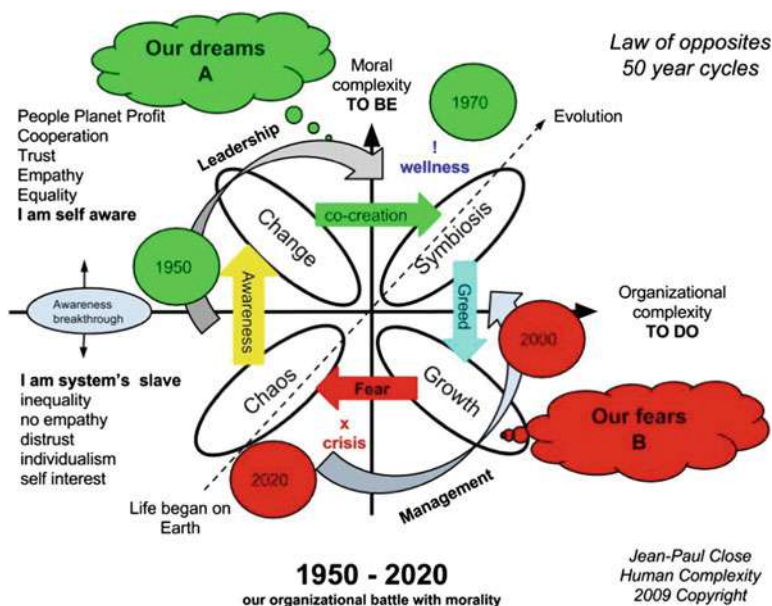 Our dreams
A
Moral
complexity
TO BE
1970
Law of opposites
50 year cycles
Evolution
People Planet Profit
Cooperation
Trust
Empathy
Equality
I am self aware
Leadership
!
wellness
Change
co-creation
Symbiosis
1950
Awareness
Greed
Awareness
breakthrough
Organizational
complexity
TO DO
2000
I am system's slave
inequality
no empathy
distrust
individualism
self interest
Chaos
Fear
Growth
x
crisis
Our fears
B
2020
Management
Life began on
Earth
1950 - 2020
our organizational battle with morality
Jean-Paul Close
Human Complexity
2009 Copyright